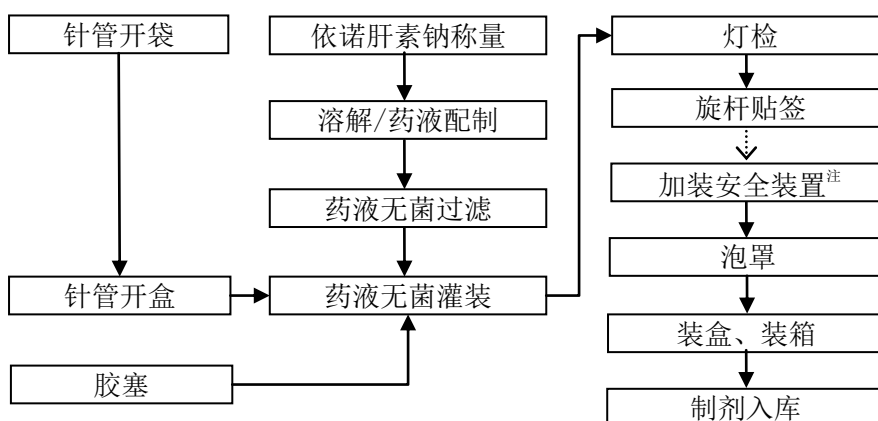 针管开袋
依诺肝素钠称量
灯检
溶解/药液配制
旋杆贴签
药液无菌过滤
加装安全装置注
泡罩
针管开盒
药液无菌灌装
装盒、装箱
胶塞
制剂入库